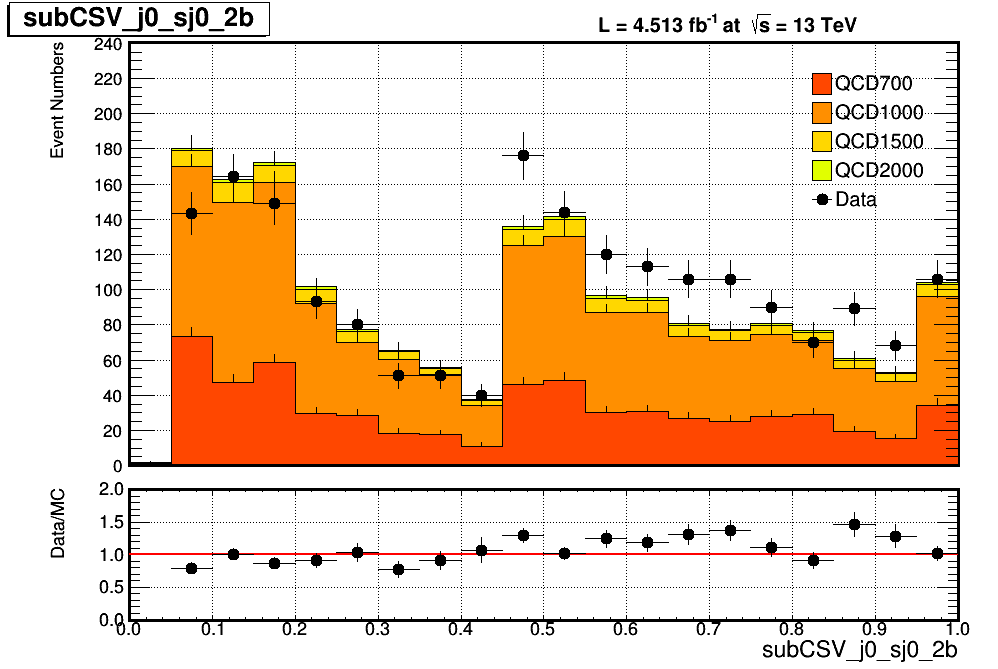 subCSV_j0_sj0_2b
L = 4.513 fb⁻¹ at √s = 13 TeV
Event Numbers
240
220
200
180
160
140
120
100
80
60
40
20
0
QCD700
QCD1000
QCD1500
QCD2000
Data
Data/MC
2.0
1.5
1.0
0.5
0.0
0.0 0.1 0.2 0.3 0.4 0.5 0.6 0.7 0.8 0.9 1.0
subCSV_j0_sj0_2b